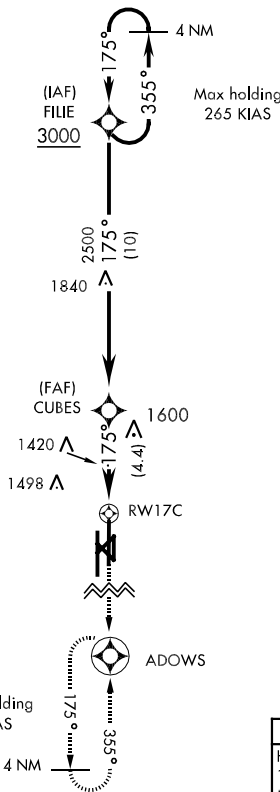 175°
4 NM
355°
(IAF)
FILIE
3000
Max holding
265 KIAS
2500
175°
(10)
1840
(FAF)
CUBES
1600
1420
175°
(4.4)
1498
RW17C
ADOWS
175°
355°
4 NM